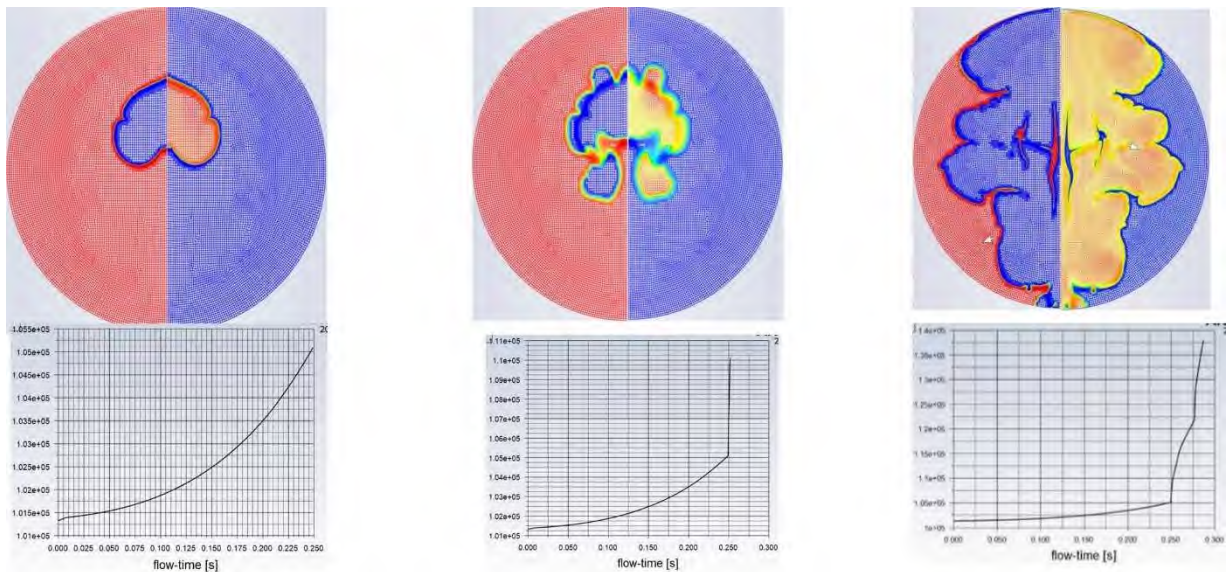 1.055e+05
1.05e+05
1.045e+05
1.04e+05
1.035e+05
1.03e+05
1.025e+05
1.02e+05
1.015e+05
1.01e+05
0.000 0.025 0.050 0.075 0.100 0.125 0.150 0.175 0.200 0.225 0.250
flow-time [s]
1.11e+05
1.1e+05
1.09e+05
1.08e+05
1.07e+05
1.06e+05
1.05e+05
1.04e+05
1.03e+05
1.02e+05
1.01e+05
0.000 0.050 0.100 0.150 0.200 0.250 0.300
flow-time [s]
1.4e+05
1.35e+05
1.3e+05
1.25e+05
1.2e+05
1.15e+05
1.1e+05
1.05e+05
1e+05
0.000 0.050 0.100 0.150 0.200 0.250 0.300
flow-time [s]